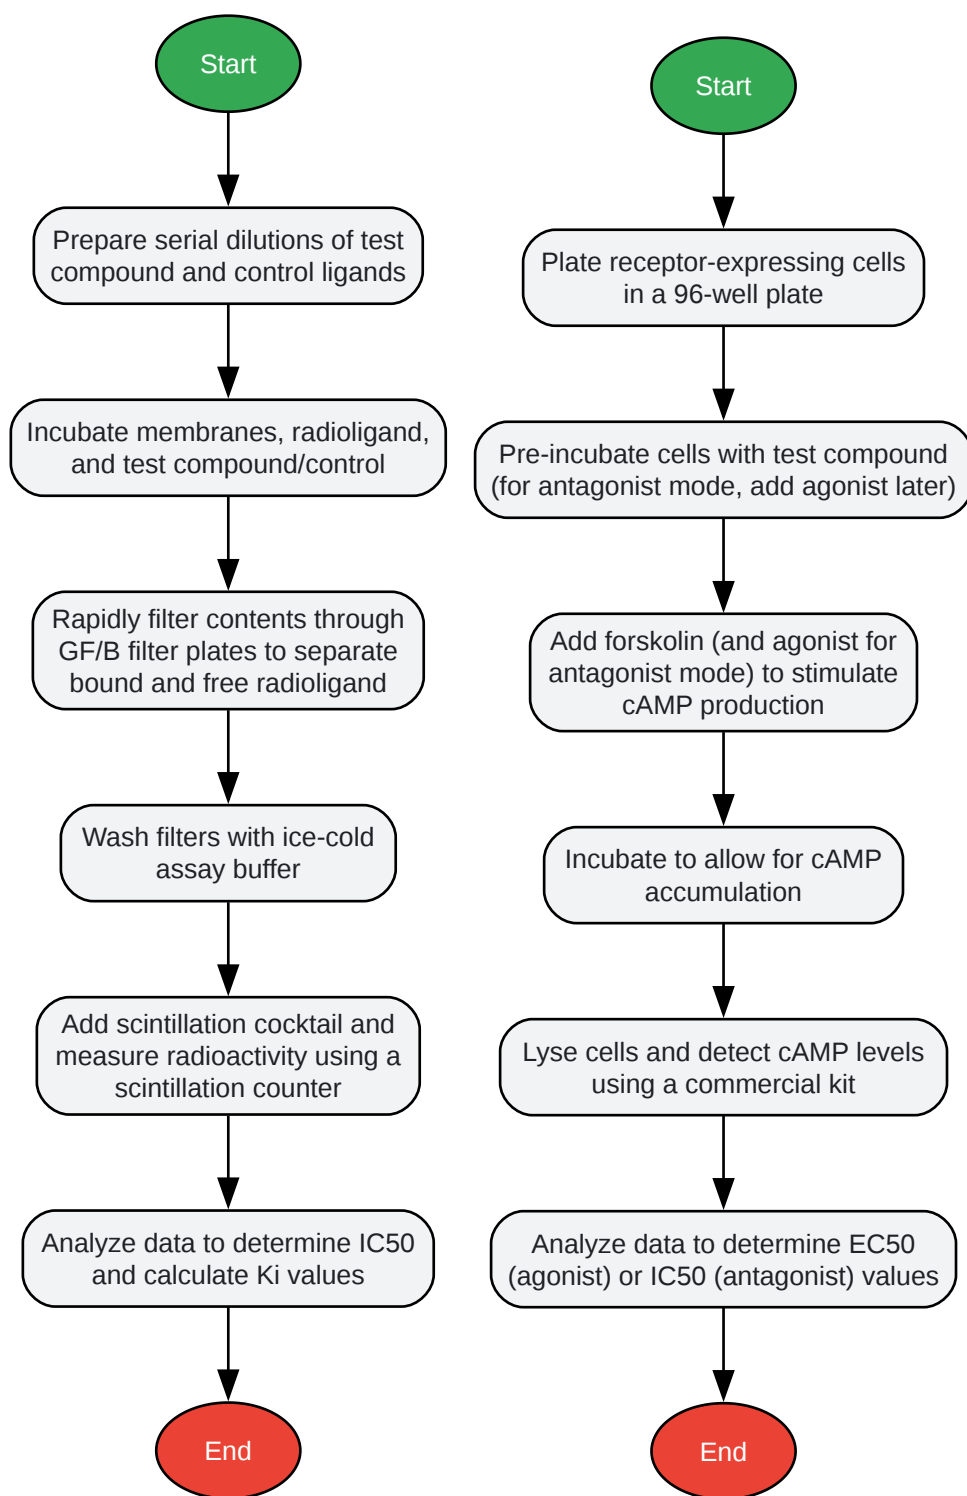 Start
Prepare serial dilutions of test
compound and control ligands
Incubate membranes, radioligand,
and test compound/control
Rapidly filter contents through
GF/B filter plates to separate
bound and free radioligand
Wash filters with ice-cold
assay buffer
Add scintillation cocktail and
measure radioactivity using a
scintillation counter
Analyze data to determine IC50
and calculate Ki values
End
Start
Plate receptor-expressing cells
in a 96-well plate
Pre-incubate cells with test compound
(for antagonist mode, add agonist later)
Add forskolin (and agonist for
antagonist mode) to stimulate
cAMP production
Incubate to allow for cAMP
accumulation
Lyse cells and detect cAMP levels
using a commercial kit
Analyze data to determine EC50
(agonist) or IC50 (antagonist) values
End